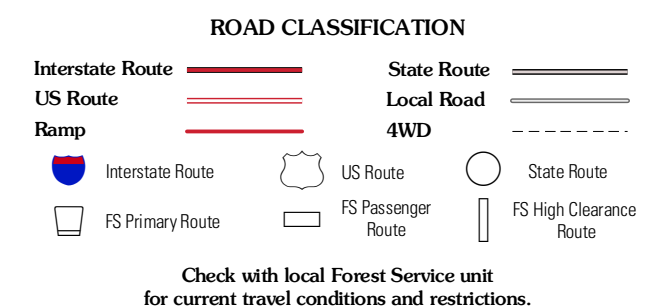 ROAD CLASSIFICATION
Interstate Route
State Route
US Route
Local Road
Ramp
4WD
Interstate Route
US Route
State Route
FS Primary Route
FS Passenger
Route
FS High Clearance
Route
Check with local Forest Service unit
for current travel conditions and restrictions.